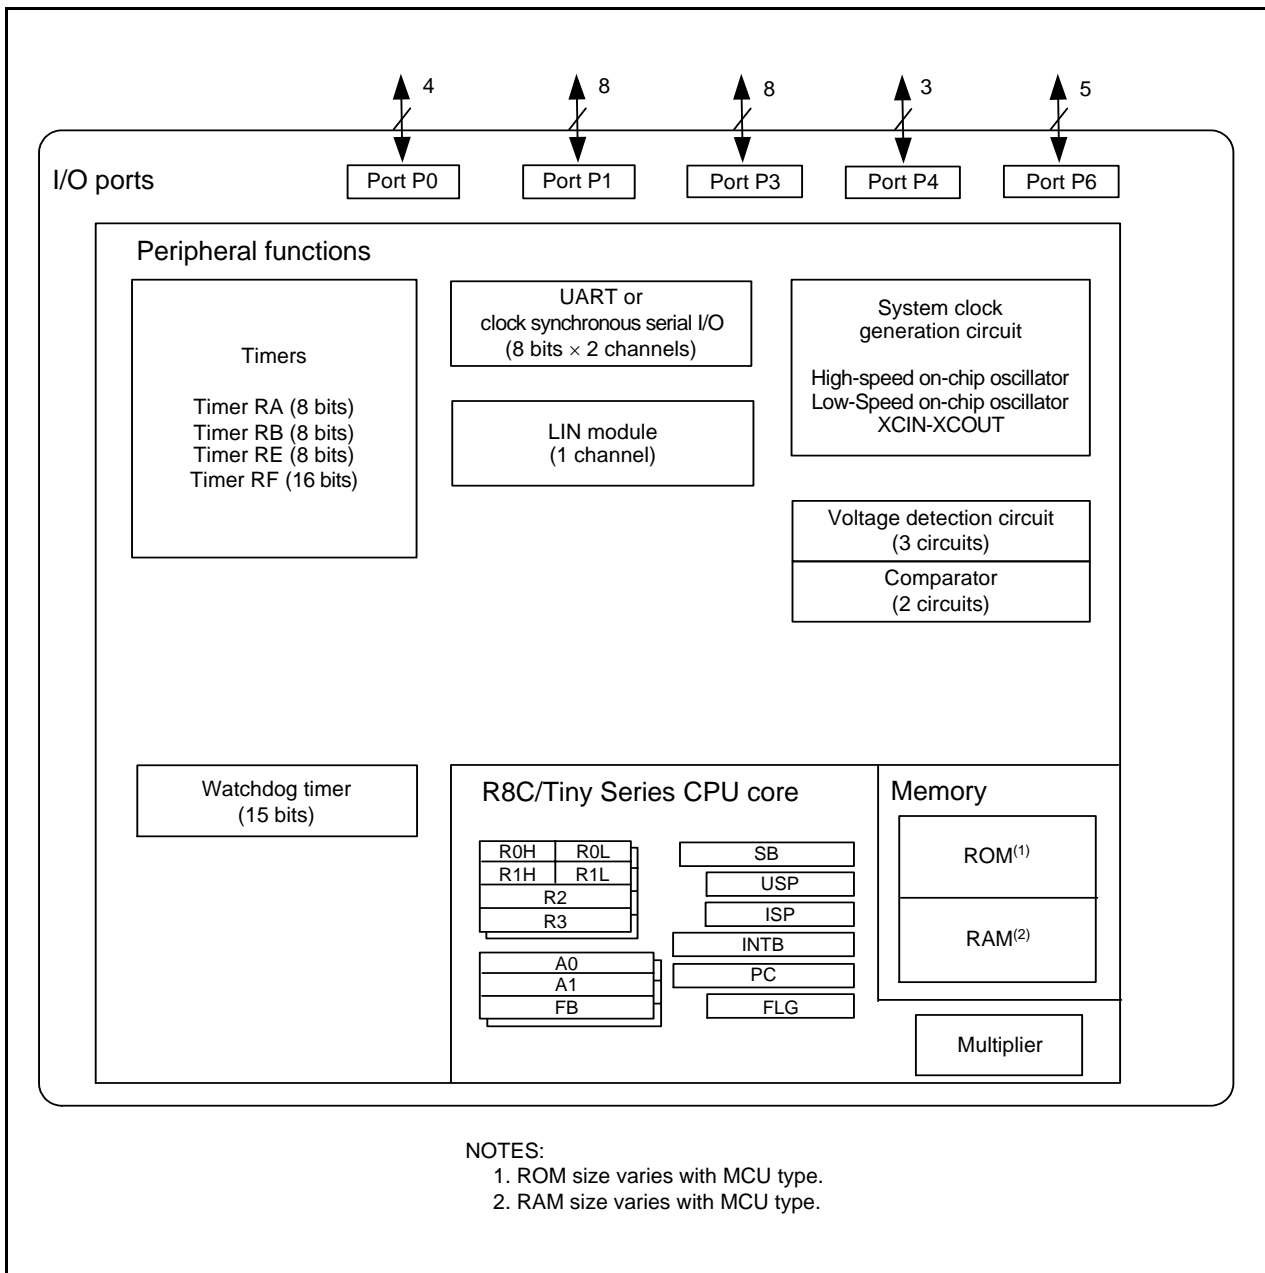 4
8
8
3
5
I/O ports
Port P0
Port P1
Port P3
Port P4
Port P6
Peripheral functions
Timers
Timer RA (8 bits)
Timer RB (8 bits)
Timer RE (8 bits)
Timer RF (16 bits)
UART or
clock synchronous serial I/O
(8 bits × 2 channels)
LIN module
(1 channel)
System clock
generation circuit
High-speed on-chip oscillator
Low-Speed on-chip oscillator
XCIN-XCOUT
Voltage detection circuit
(3 circuits)
Comparator
(2 circuits)
Watchdog timer
(15 bits)
R8C/Tiny Series CPU core
R0H
R0L
R1H
R1L
R2
R3
A0
A1
FB
SB
USP
ISP
INTB
PC
FLG
Memory
ROM(1)
RAM(2)
Multiplier
NOTES:
1. ROM size varies with MCU type.
2. RAM size varies with MCU type.